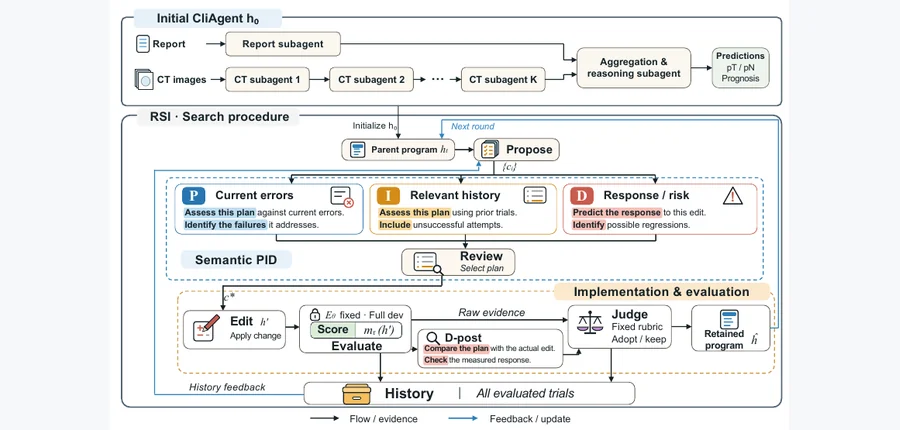 Initial CliAgent h₀
Report
Report subagent
CT images
CT subagent 1
CT subagent 2
...
CT subagent K
Aggregation &
reasoning subagent
Predictions
pT / pN
Prognosis
RSI · Search procedure
Initialize h₀
Next round
Parent program hₜ
Propose
{cᵢ}
P
Current errors
Assess this plan against current errors.
Identify the failures it addresses.
I
Relevant history
Assess this plan using prior trials.
Include unsuccessful attempts.
D
Response / risk
Predict the response to this edit.
Identify possible regressions.
Semantic PID
Review
Select plan
Implementation & evaluation
c*
Edit h′
Apply change
E₀ fixed · Full dev
Score
mₜ(h′)
Evaluate
Raw evidence
D-post
Compare the plan with the actual edit.
Check the measured response.
Judge
Fixed rubric
Adopt / keep
Retained
program ĥ
History feedback
History | All evaluated trials
Flow / evidence
Feedback / update